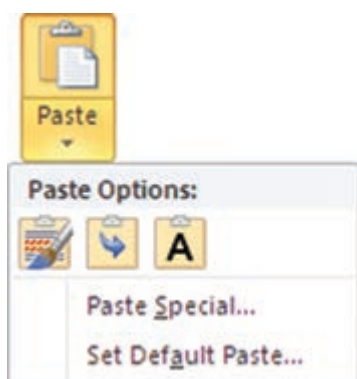 Paste
Paste Options:
A
Paste Special...
Set Default Paste...